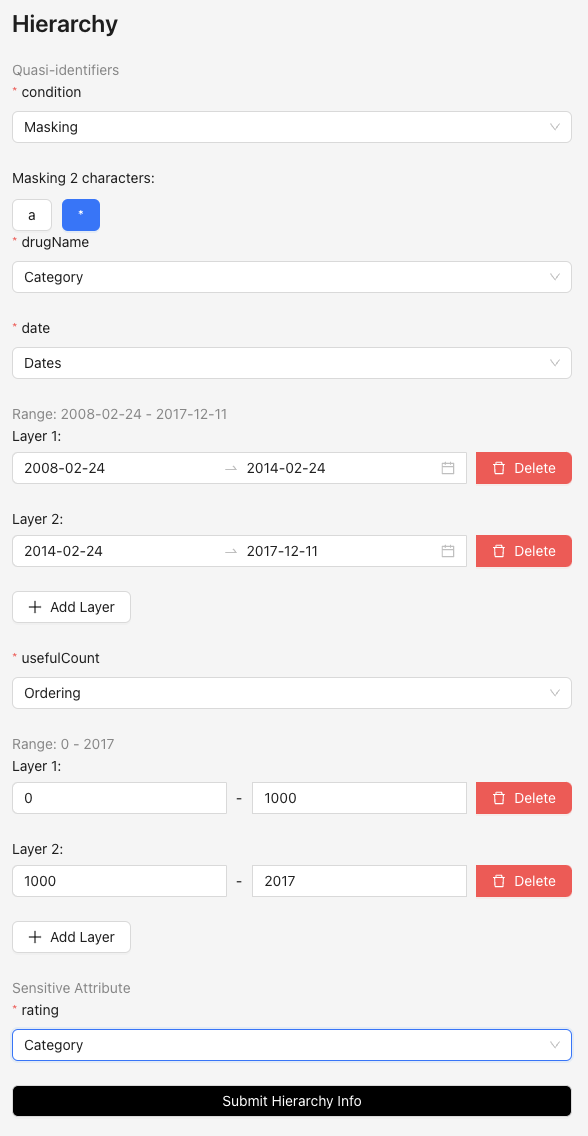 Hierarchy
Quasi-identifiers
* condition
Masking
Masking 2 characters:
a *
* drugName
Category
* date
Dates
Range: 2008-02-24 - 2017-12-11
Layer 1:
2008-02-24 → 2014-02-24 Delete
Layer 2:
2014-02-24 → 2017-12-11 Delete
+ Add Layer
* usefulCount
Ordering
Range: 0 - 2017
Layer 1:
0 - 1000 Delete
Layer 2:
1000 - 2017 Delete
+ Add Layer
Sensitive Attribute
* rating
Category
Submit Hierarchy Info